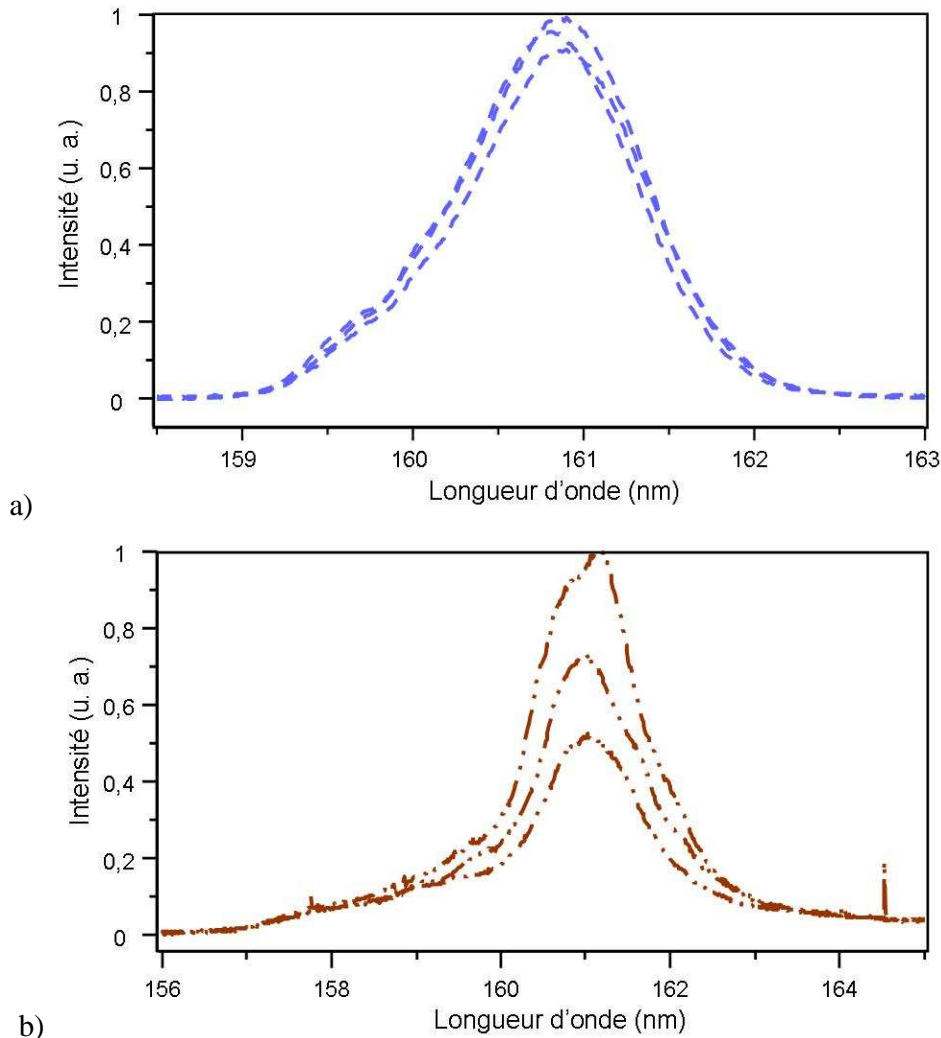 1
0,8
0,6
0,4
0,2
0
Intensité (u. a.)
159 160 161 162 163
Longueur d'onde (nm)
a)
1
0,8
0,6
0,4
0,2
0
Intensité (u. a.)
156 158 160 162 164
Longueur d'onde (nm)
b)